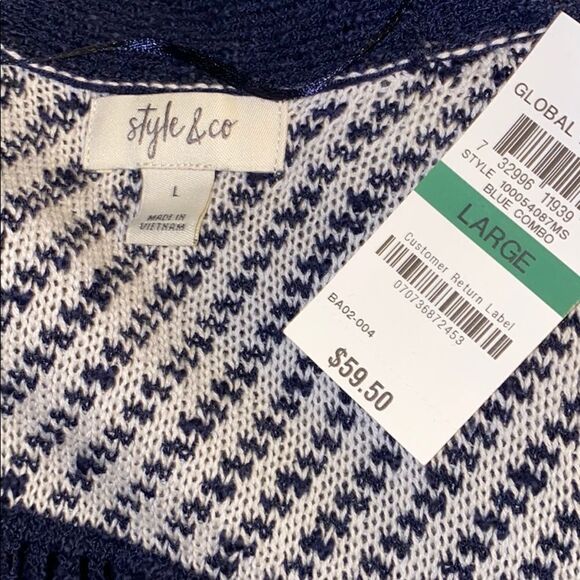 style & co
L
MADE IN
VIETNAM
GLOBAL
7 32996 11939
STYLE 100054087MS
BLUE COMBO
LARGE
Customer Return Label
070736872453
BA02-004
$59.50